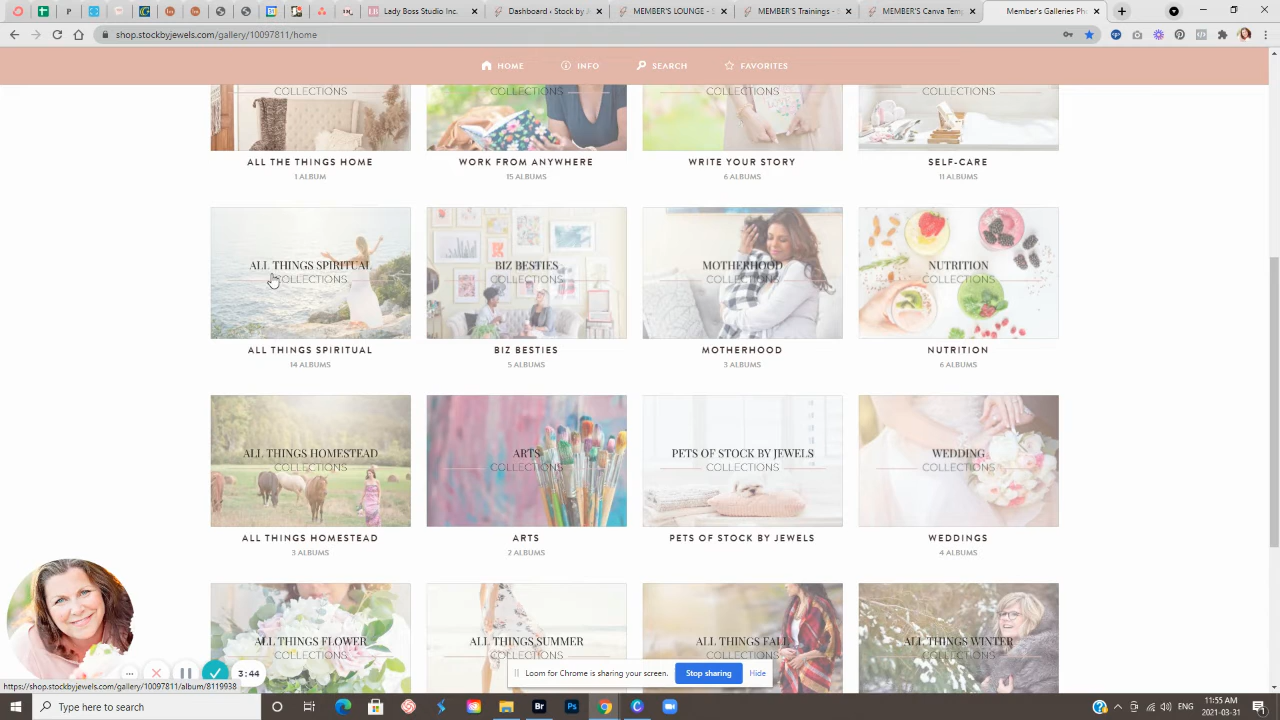 Lady Boss Studio, Inc. | Calend
Dashboard - Stock by
MEMBER'S LOUNGE - S
MEMBER'S Trainings - S
MEMBER'S Canva Tem
Member's Galleries Ph
shop.stockbyjewels.com/gallery/10097811/home
HOME INFO SEARCH FAVORITES
COLLECTIONS COLLECTIONS COLLECTIONS COLLECTIONS
ALL THE THINGS HOME WORK FROM ANYWHERE WRITE YOUR STORY SELF-CARE
1 ALBUM 15 ALBUMS 6 ALBUMS 11 ALBUMS
ALL THINGS SPIRITUAL BIZ BESTIES MOTHERHOOD NUTRITION
COLLECTIONS COLLECTIONS COLLECTIONS COLLECTIONS
ALL THINGS SPIRITUAL BIZ BESTIES MOTHERHOOD NUTRITION
14 ALBUMS 5 ALBUMS 3 ALBUMS 6 ALBUMS
ALL THINGS HOMESTEAD ARTS PETS OF STOCK BY JEWELS WEDDING
COLLECTIONS COLLECTIONS COLLECTIONS COLLECTIONS
ALL THINGS HOMESTEAD ARTS PETS OF STOCK BY JEWELS WEDDINGS
3 ALBUMS 2 ALBUMS 4 ALBUMS
ALL THINGS FLOWER ALL THINGS SUMMER ALL THINGS FALL ALL THINGS WINTER
COLLECTIONS COLLECTIONS COLLECTIONS COLLECTIONS
3:44
Loom for Chrome is sharing your screen. Stop sharing Hide
https://shop.stockbyjewels.com/gallery/10097811/album/8119938
Type here to search
Br Ps
11:55 AM
2021-03-31